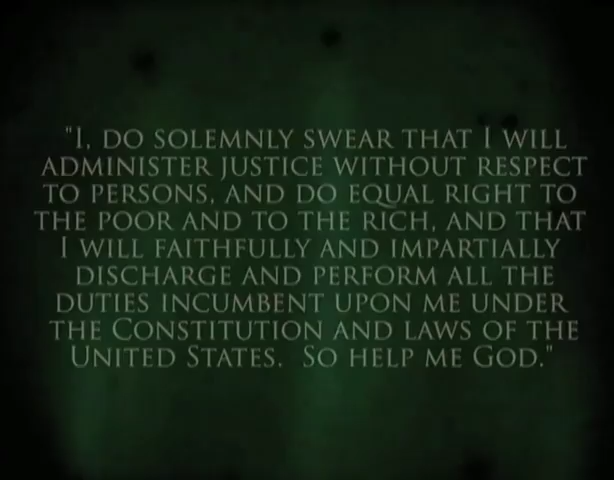 "I, DO SOLEMNLY SWEAR THAT I WILL
ADMINISTER JUSTICE WITHOUT RESPECT
TO PERSONS, AND DO EQUAL RIGHT TO
THE POOR AND TO THE RICH, AND THAT
I WILL FAITHFULLY AND IMPARTIALLY
DISCHARGE AND PERFORM ALL THE
DUTIES INCUMBENT UPON ME UNDER
THE CONSTITUTION AND LAWS OF THE
UNITED STATES.  SO HELP ME GOD."